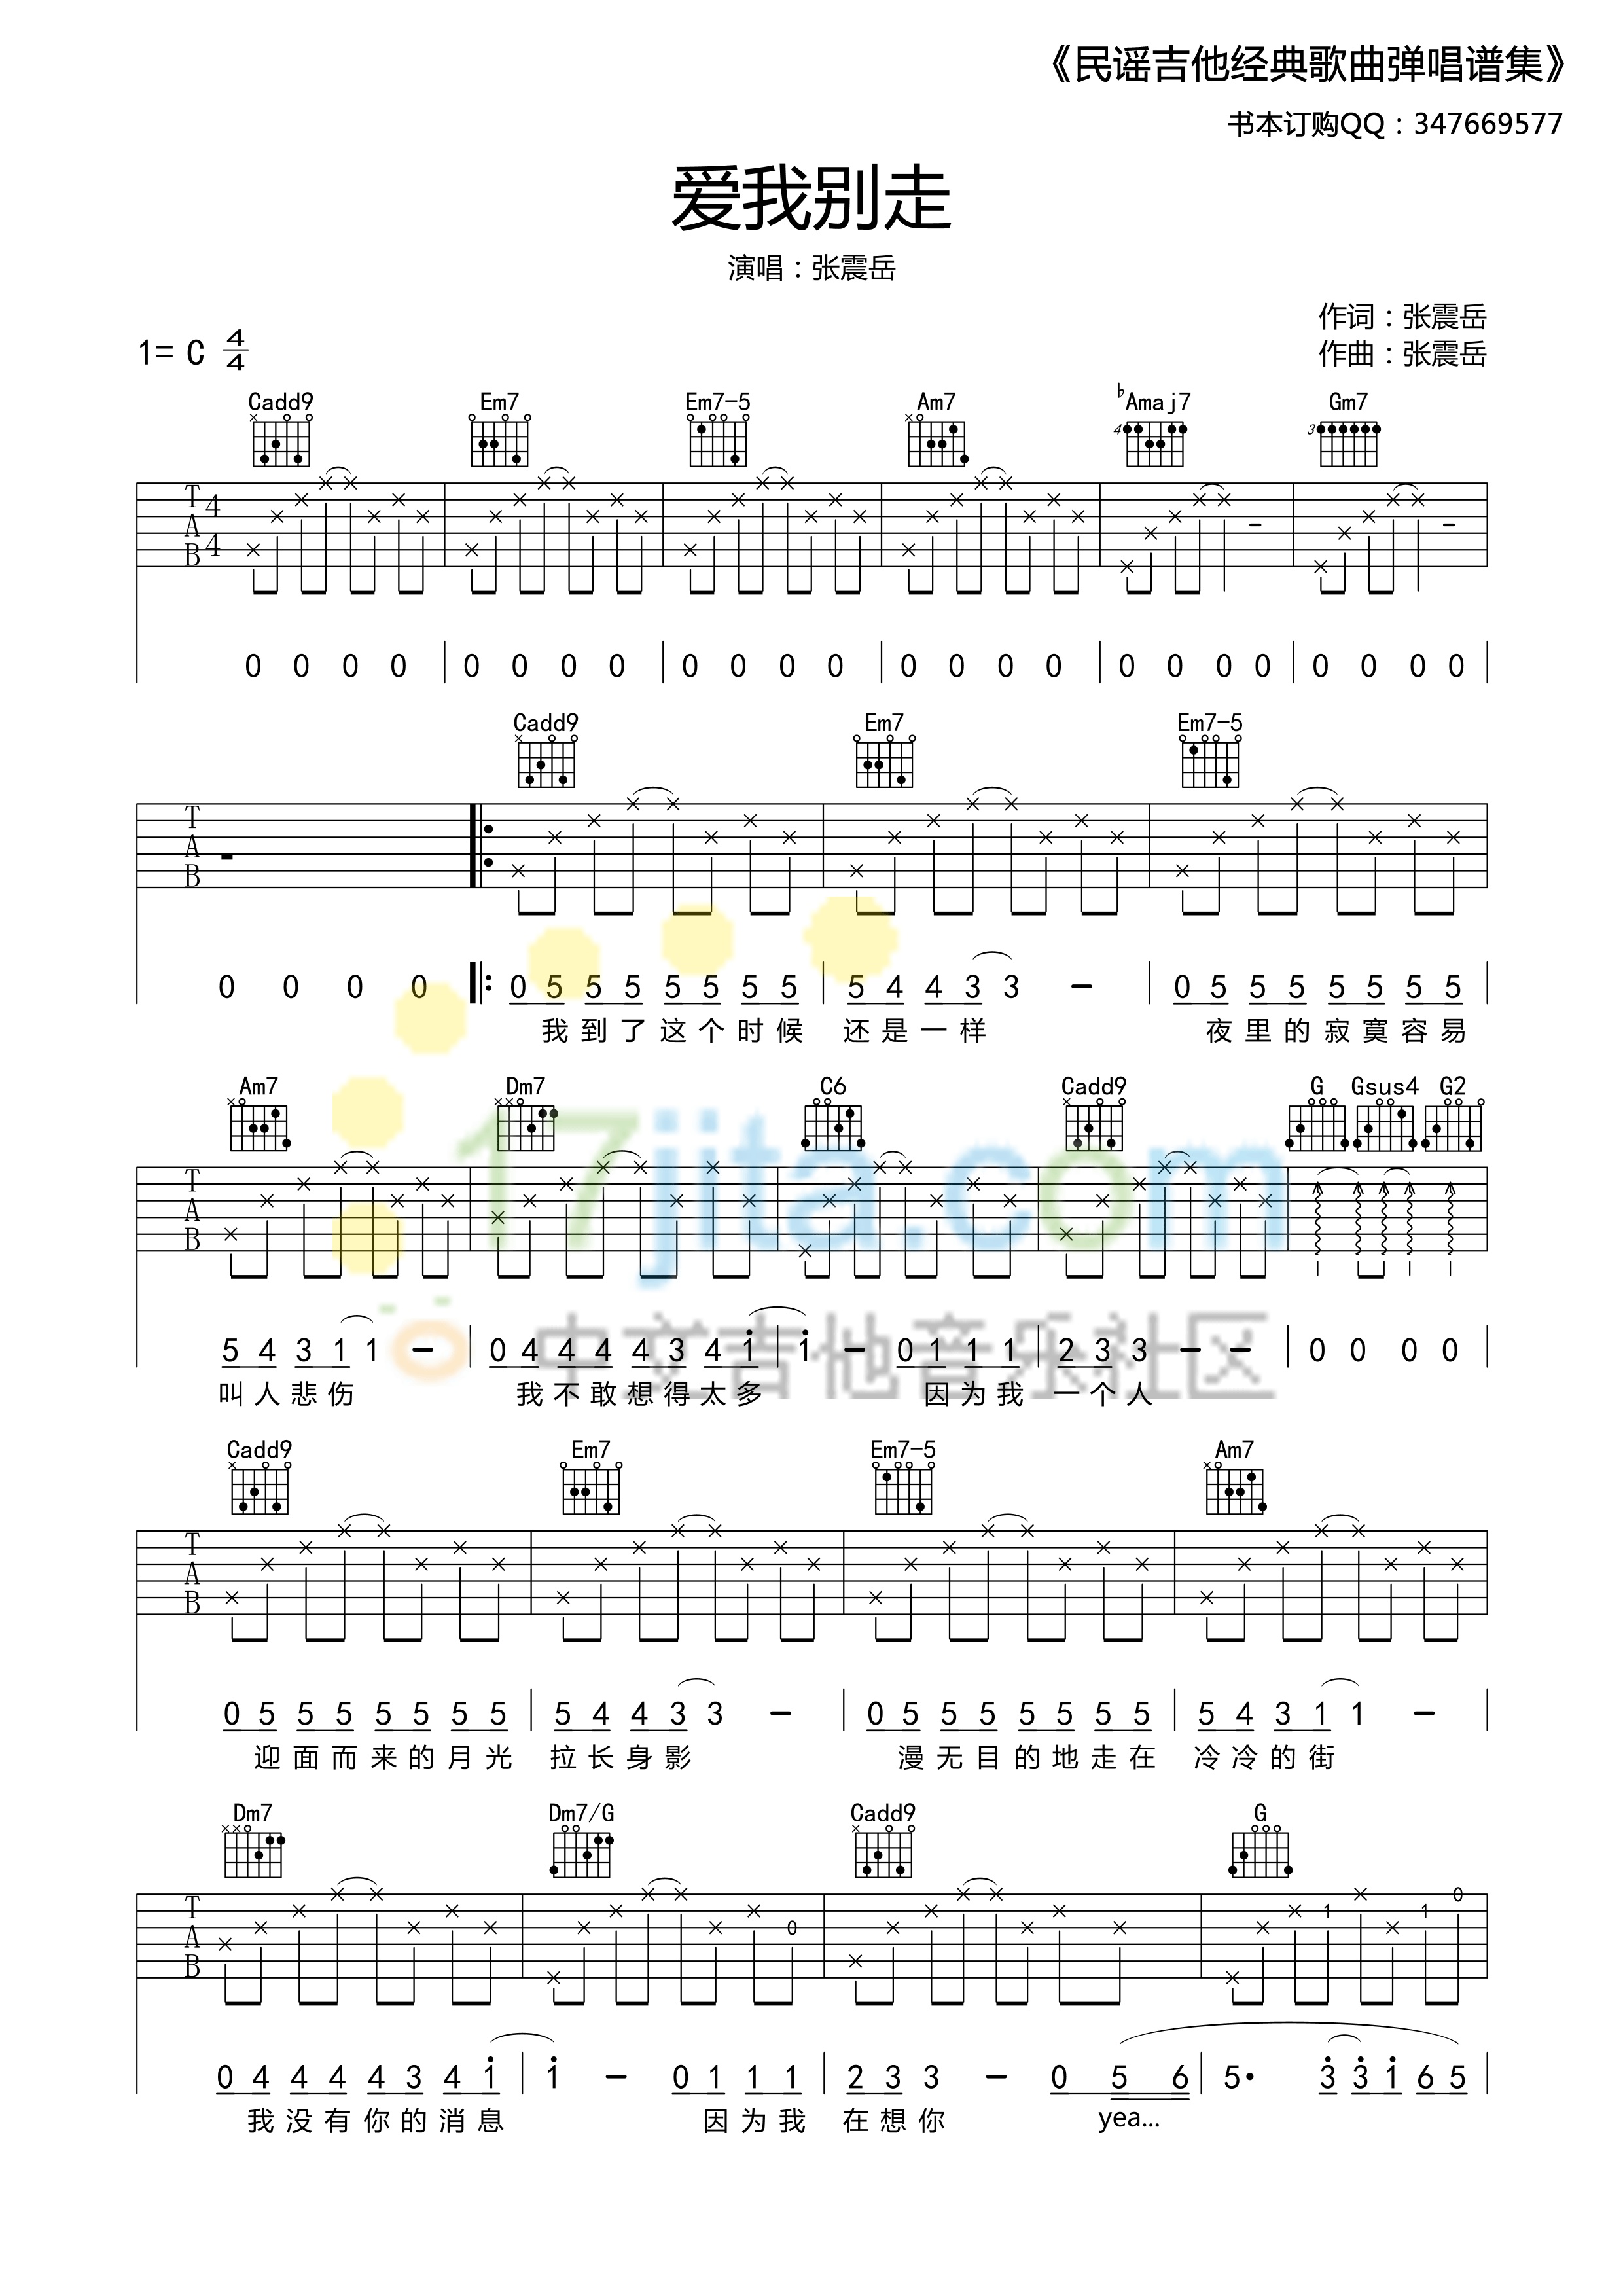 《民谣吉他经典歌曲弹唱谱集》
书本订购QQ：347669577
爱我别走
演唱：张震岳
作词：张震岳
1= C 4/4
作曲：张震岳
Cadd9 Em7 Em7-5 Am7 ♭Amaj7 Gm7
4 3
T A B 4 4
0 0 0 0 | 0 0 0 0 | 0 0 0 0 | 0 0 0 0 | 0 0 0 0 | 0 0 0 0 |
Cadd9 Em7 Em7-5
T A B
0 0 0 0 |: 0 5 5 5 5 5 5 5 | 5 4 4 3 3 - | 0 5 5 5 5 5 5 5 |
我到了这个时候 还是一样 夜里的寂寞容易
Am7 Dm7 C6 Cadd9 G Gsus4 G2
T A B
17jita.com
5 4 3 1 1 - | 0 4 4 4 4 3 4 i | i - 0 1 1 1 | 2 3 3 - - | 0 0 0 0 |
中文吉他音乐社区
叫人悲伤 我不敢想得太多 因为我 一个人
Cadd9 Em7 Em7-5 Am7
T A B
0 5 5 5 5 5 5 5 | 5 4 4 3 3 - | 0 5 5 5 5 5 5 5 | 5 4 3 1 1 - |
迎面而来的月光 拉长身影 漫无目的地走在 冷冷的街
Dm7 Dm7/G Cadd9 G
T A B 0 1 1 0
0 4 4 4 4 3 4 i | i - 0 1 1 1 | 2 3 3 - 0 5 6 | 5· 3̇ 3̇ i 6 5 |
我没有你的消息 因为我 在想你 yea...